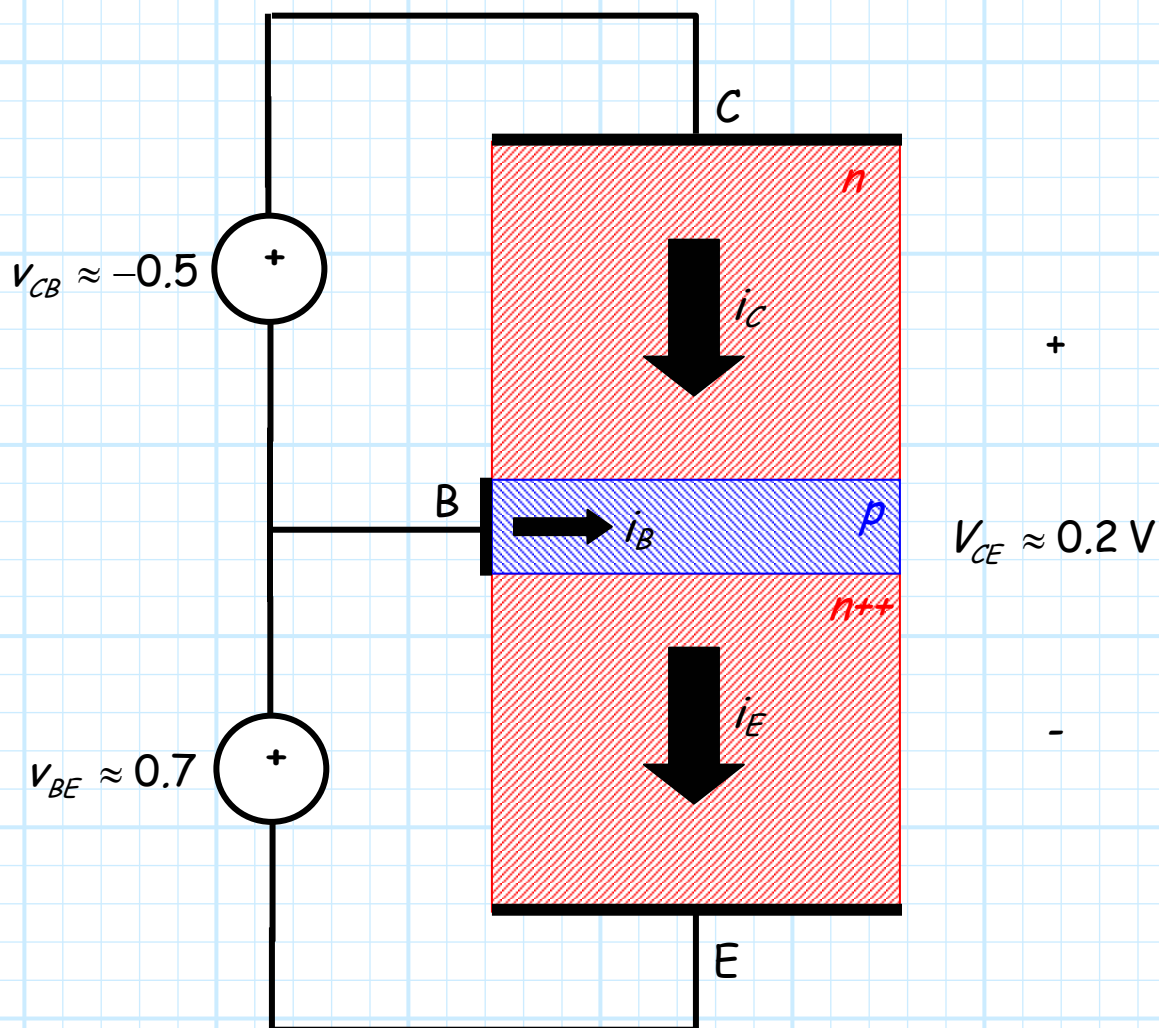 C
n
+
v_CB ≈ −0.5
i_C
+
B
i_B
p
V_CE ≈ 0.2 V
n++
i_E
-
+
v_BE ≈ 0.7
E